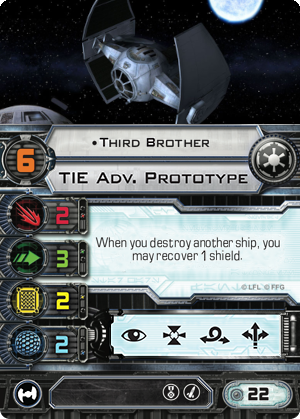 •Third Brother
6
TIE Adv. Prototype
2
3
2
2
When you destroy another ship, you
may recover 1 shield.
© LFL © FFG
22